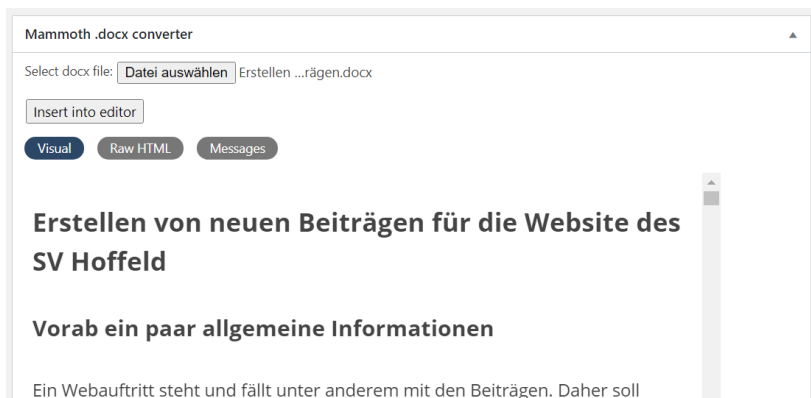 Mammoth .docx converter
Select docx file: Datei auswählen Erstellen ...rägen.docx
Insert into editor
Visual Raw HTML Messages
Erstellen von neuen Beiträgen für die Website des
SV Hoffeld
Vorab ein paar allgemeine Informationen
Ein Webauftritt steht und fällt unter anderem mit den Beiträgen. Daher soll